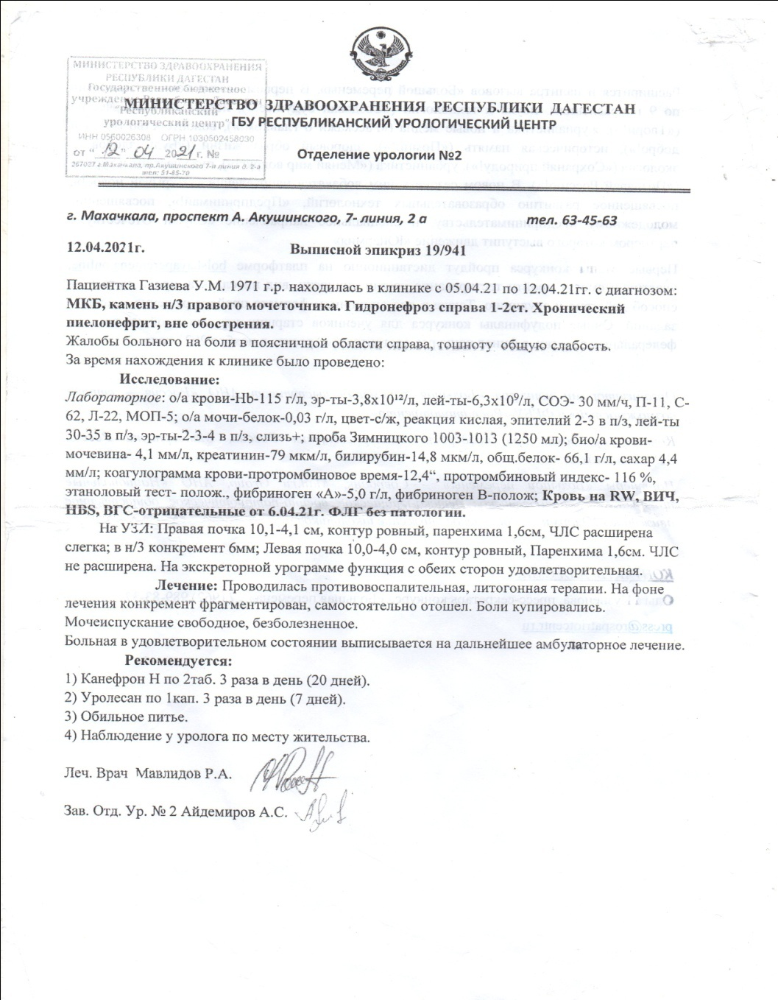 МИНИСТЕРСТВО ЗДРАВООХРАНЕНИЯ
РЕСПУБЛИКИ ДАГЕСТАН
Государственное бюджетное
учреждение Республики Дагестан
"Республиканский
урологический центр"
ИНН 0560026308 ОГРН 1030502458030
от "12" 04 2021 г. №
367027 г.Махачкала, пр.Акушинского 7-я линия д. 2-а
тел: 51-85-70
МИНИСТЕРСТВО ЗДРАВООХРАНЕНИЯ РЕСПУБЛИКИ ДАГЕСТАН
ГБУ РЕСПУБЛИКАНСКИЙ УРОЛОГИЧЕСКИЙ ЦЕНТР
Отделение урологии №2
г. Махачкала, проспект А. Акушинского, 7- линия, 2 а тел. 63-45-63
12.04.2021г. Выписной эпикриз 19/941
Пациентка Газиева У.М. 1971 г.р. находилась в клинике с 05.04.21 по 12.04.21гг. с диагнозом:
МКБ, камень н/3 правого мочеточника. Гидронефроз справа 1-2ст. Хронический
пиелонефрит, вне обострения.
Жалобы больного на боли в поясничной области справа, тошноту общую слабость.
За время нахождения к клинике было проведено:
Исследование:
Лабораторное: о/а крови-Hb-115 г/л, эр-ты-3,8х10¹²/л, лей-ты-6,3х10⁹/л, СОЭ- 30 мм/ч, П-11, С-
62, Л-22, МОП-5; о/а мочи-белок-0,03 г/л, цвет-с/ж, реакция кислая, эпителий 2-3 в п/з, лей-ты
30-35 в п/з, эр-ты-2-3-4 в п/з, слизь+; проба Зимницкого 1003-1013 (1250 мл); био/а крови-
мочевина- 4,1 мм/л, креатинин-79 мкм/л, билирубин-14,8 мкм/л, общ.белок- 66,1 г/л, сахар 4,4
мм/л; коагулограмма крови-протромбиновое время-12,4“, протромбиновый индекс- 116 %,
этаноловый тест- полож., фибриноген «А»-5,0 г/л, фибриноген В-полож; Кровь на RW, ВИЧ,
HBS, ВГС-отрицательные от 6.04.21г. ФЛГ без патологии.
На УЗИ: Правая почка 10,1-4,1 см, контур ровный, паренхима 1,6см, ЧЛС расширена
слегка; в н/3 конкремент 6мм; Левая почка 10,0-4,0 см, контур ровный, Паренхима 1,6см. ЧЛС
не расширена. На экскреторной урограмме функция с обеих сторон удовлетворительная.
Лечение: Проводилась противовоспалительная, литогонная терапии. На фоне
лечения конкремент фрагментирован, самостоятельно отошел. Боли купировались.
Мочеиспускание свободное, безболезненное.
Больная в удовлетворительном состоянии выписывается на дальнейшее амбулаторное лечение.
Рекомендуется:
1) Канефрон Н по 2таб. 3 раза в день (20 дней).
2) Уролесан по 1кап. 3 раза в день (7 дней).
3) Обильное питье.
4) Наблюдение у уролога по месту жительства.
Леч. Врач Мавлидов Р.А.
Зав. Отд. Ур. № 2 Айдемиров А.С.